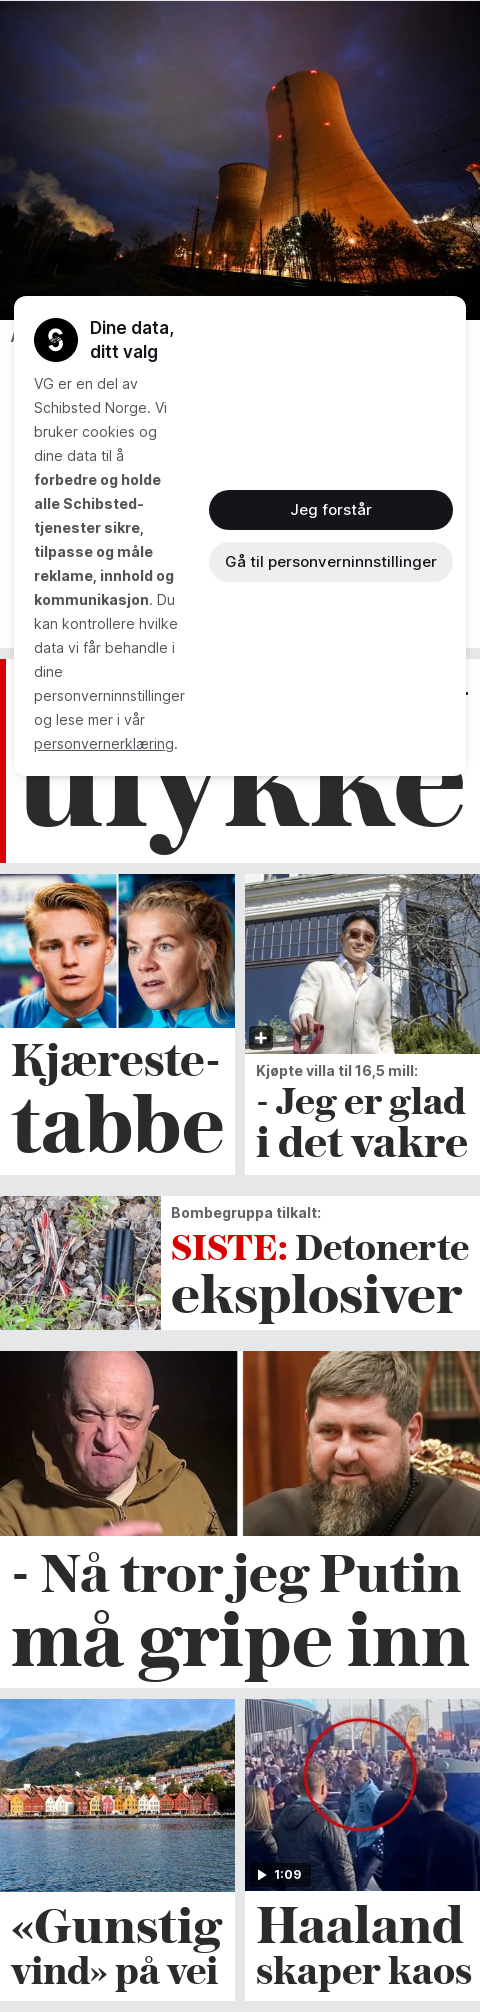 Dine data,
ditt valg
VG er en del av
Schibsted Norge. Vi
bruker cookies og
dine data til å
forbedre og holde
alle Schibsted-
tjenester sikre,
tilpasse og måle
reklame, innhold og
kommunikasjon. Du
kan kontrollere hvilke
data vi får behandle i
dine
personverninnstillinger
og lese mer i vår
personvernerklæring.
Jeg forstår
Gå til personverninnstillinger
ulykke
Kjæreste-
tabbe
Kjøpte villa til 16,5 mill:
- Jeg er glad
i det vakre
Bombegruppa tilkalt:
SISTE: Detonerte
eksplosiver
- Nå tror jeg Putin
må gripe inn
«Gunstig
vind» på vei
1:09
Haaland
skaper kaos